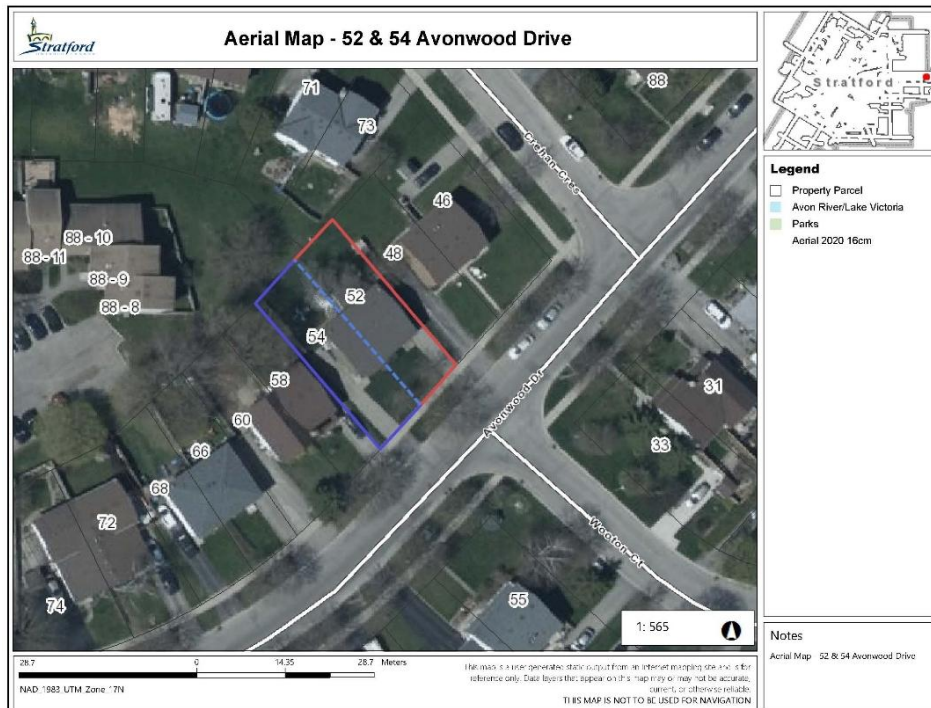 Stratford
Aerial Map - 52 & 54 Avonwood Drive
Stratford
Legend
Property Parcel
Avon River/Lake Victoria
Parks
Aerial 2020 16cm
71
73
88
Crehan Cres
46
48
88 - 10
88 - 11
88 - 9
88 - 8
52
54
58
60
66
68
72
74
Avonwood Dr
31
33
Wooton Ct
55
1: 565
28.7
0
14.35
28.7 Meters
NAD_1983_UTM_Zone_17N
This map is a user generated static output from an Internet mapping site and is for
reference only. Data layers that appear on this map may or may not be accurate,
current, or otherwise reliable.
THIS MAP IS NOT TO BE USED FOR NAVIGATION
Notes
Aerial Map - 52 & 54 Avonwood Drive